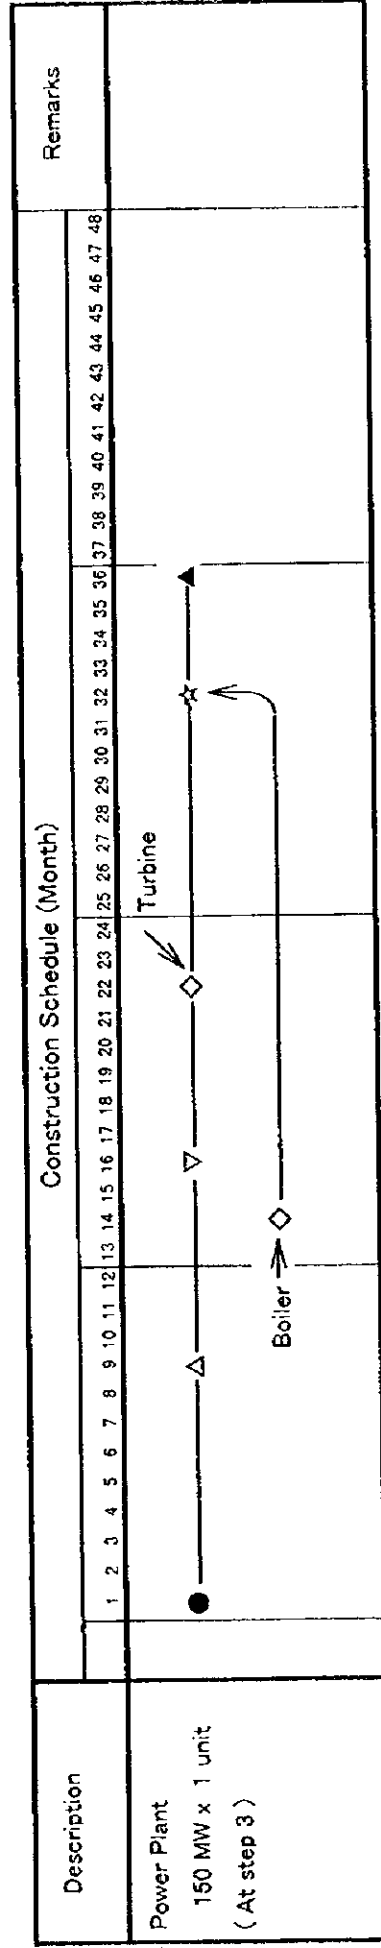 Description
Construction Schedule (Month)
Remarks
1 2 3 4 5 6 7 8 9 10 11 12 13 14 15 16 17 18 19 20 21 22 23 24 25 26 27 28 29 30 31 32 33 34 35 36 37 38 39 40 41 42 43 44 45 46 47 48
Power Plant
150 MW x 1 unit
( At step 3 )
Turbine
Boiler